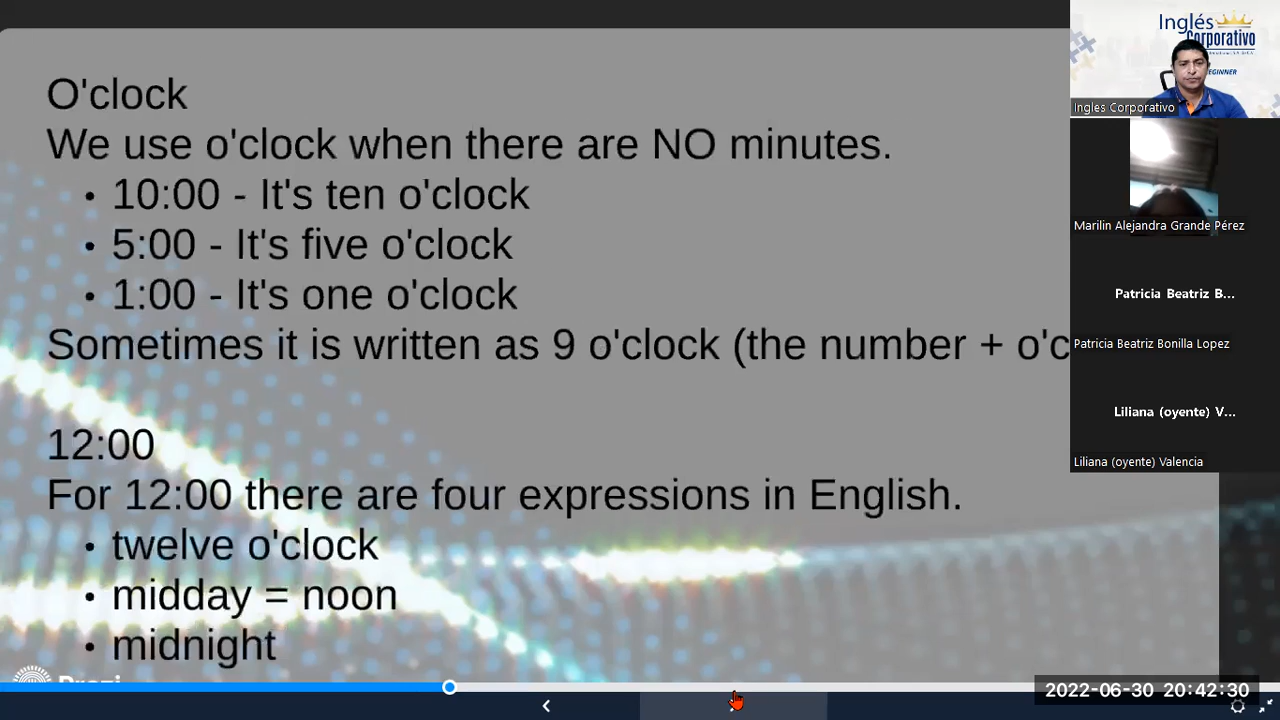 O'clock
We use o'clock when there are NO minutes.
• 10:00 - It's ten o'clock
• 5:00 - It's five o'clock
• 1:00 - It's one o'clock
Sometimes it is written as 9 o'clock (the number + o'c
12:00
For 12:00 there are four expressions in English.
• twelve o'clock
• midday = noon
• midnight
Prezi
Inglés
Corporativo
EGINNER
Ingles Corporativo
Marilin Alejandra Grande Pérez
Patricia Beatriz B...
Patricia Beatriz Bonilla Lopez
Liliana (oyente) V...
Liliana (oyente) Valencia
2022-06-30 20:42:30